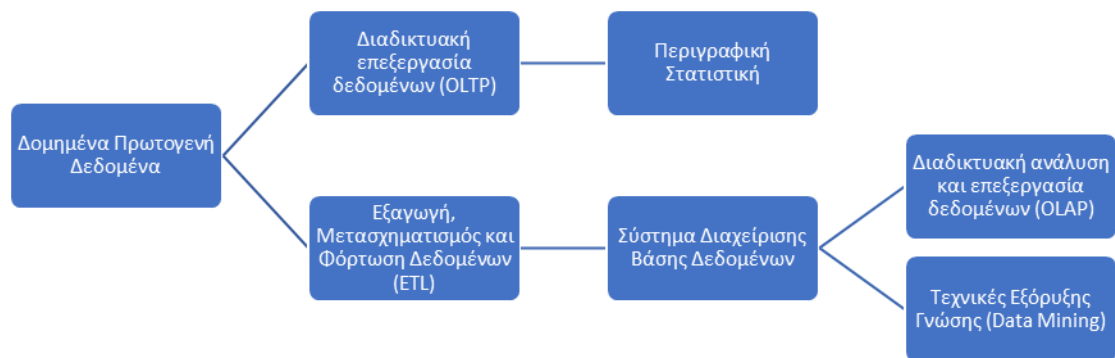 Δομημένα Πρωτογενή
Δεδομένα
Διαδικτυακή
επεξεργασία
δεδομένων (OLTP)
Περιγραφική
Στατιστική
Εξαγωγή,
Μετασχηματισμός και
Φόρτωση Δεδομένων
(ETL)
Σύστημα Διαχείρισης
Βάσης Δεδομένων
Διαδικτυακή ανάλυση
και επεξεργασία
δεδομένων (OLAP)
Τεχνικές Εξόρυξης
Γνώσης (Data Mining)